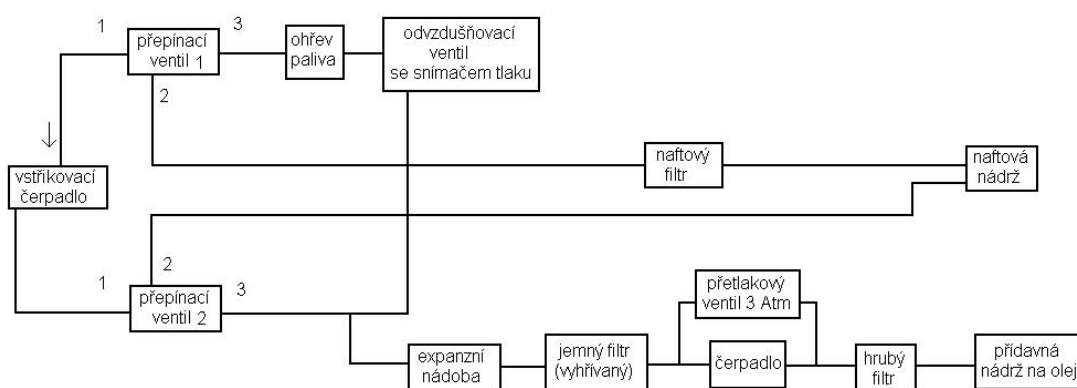 1
přepínací
ventil 1
3
ohřev
paliva
odvzdušňovací
ventil
se snímačem tlaku
2
naftový
filtr
naftová
nádrž
vstřikovací
čerpadlo
2
1
přepínací
ventil 2
3
přetlakový
ventil 3 Atm
expanzní
nádoba
jemný filtr
(vyhřívaný)
čerpadlo
hrubý
filtr
přídavná
nádrž na olej